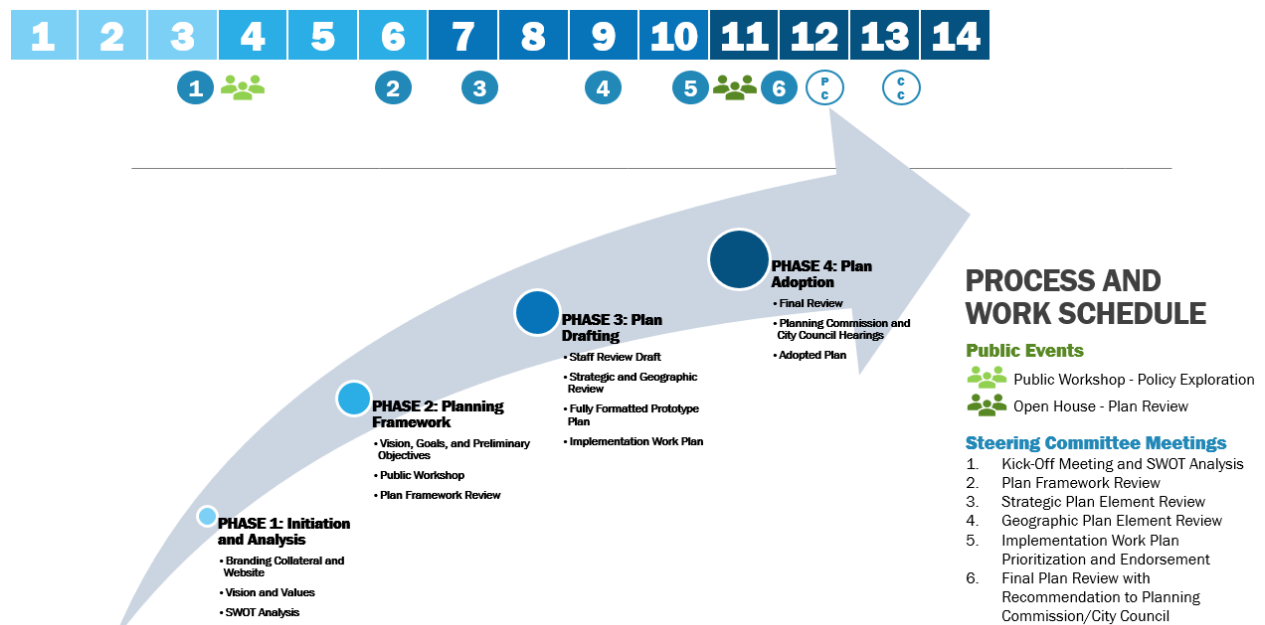 1 2 3 4 5 6 7 8 9 10 11 12 13 14
1 2 3 4 5 6 P C C C
PHASE 4: Plan
Adoption
• Final Review
• Planning Commission and
City Council Hearings
• Adopted Plan
PHASE 3: Plan
Drafting
• Staff Review Draft
• Strategic and Geographic
Review
• Fully Formatted Prototype
Plan
• Implementation Work Plan
PHASE 2: Planning
Framework
• Vision, Goals, and Preliminary
Objectives
• Public Workshop
• Plan Framework Review
PHASE 1: Initiation
and Analysis
• Branding Collateral and
Website
• Vision and Values
• SWOT Analysis
PROCESS AND
WORK SCHEDULE
Public Events
Public Workshop - Policy Exploration
Open House - Plan Review
Steering Committee Meetings
1. Kick-Off Meeting and SWOT Analysis
2. Plan Framework Review
3. Strategic Plan Element Review
4. Geographic Plan Element Review
5. Implementation Work Plan
Prioritization and Endorsement
6. Final Plan Review with
Recommendation to Planning
Commission/City Council